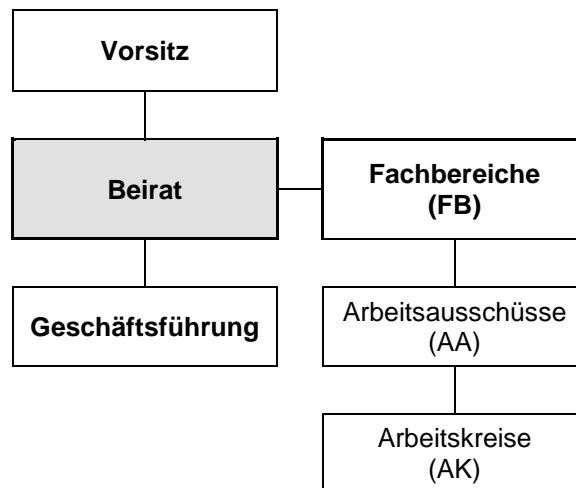 Vorsitz
Beirat
Fachbereiche
(FB)
Geschäftsführung
Arbeitsausschüsse
(AA)
Arbeitskreise
(AK)